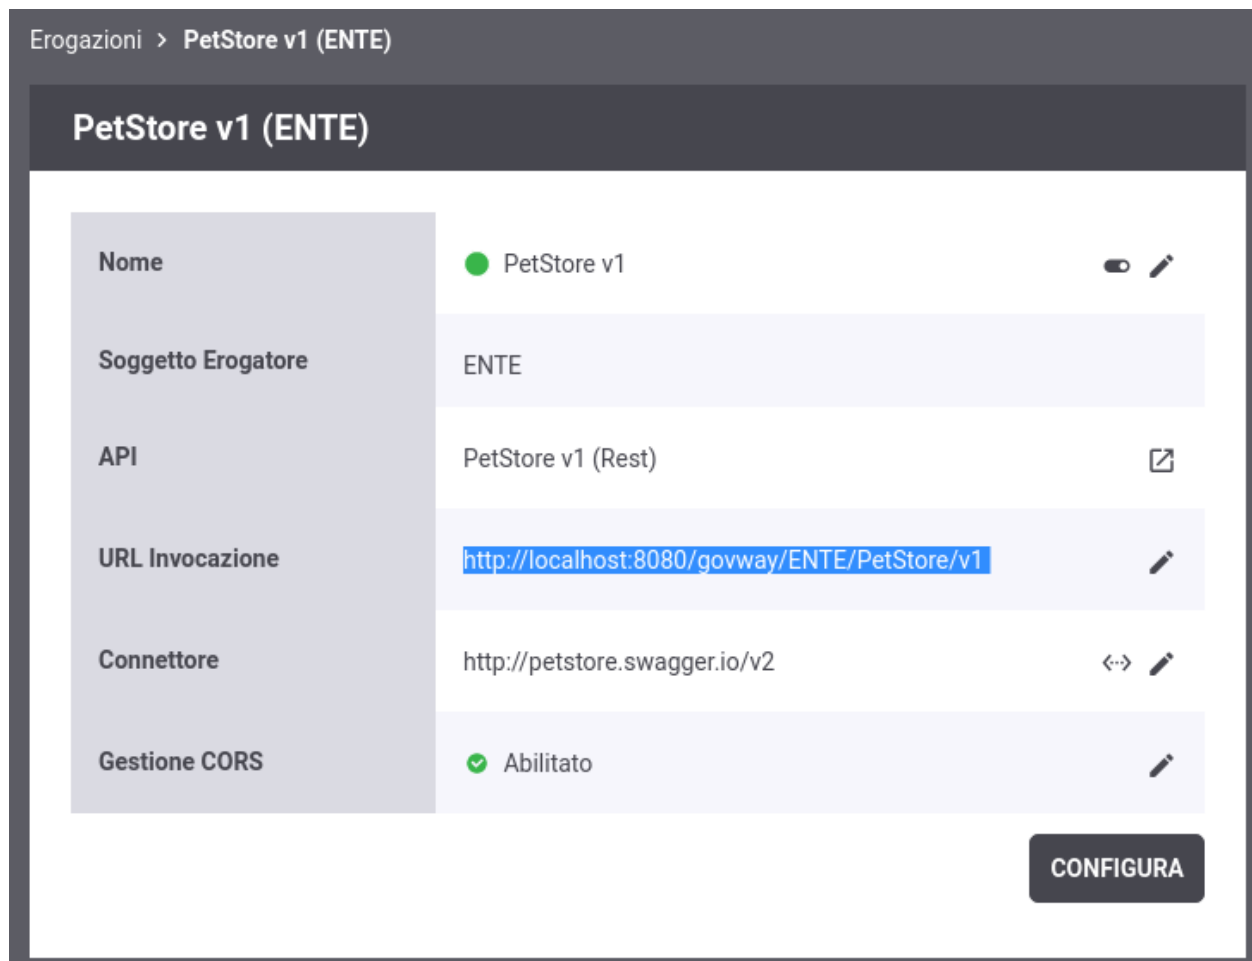 Erogazioni > PetStore v1 (ENTE)
PetStore v1 (ENTE)
Nome PetStore v1
Soggetto Erogatore ENTE
API PetStore v1 (Rest)
URL Invocazione http://localhost:8080/govway/ENTE/PetStore/v1
Connettore http://petstore.swagger.io/v2
Gestione CORS Abilitato
CONFIGURA